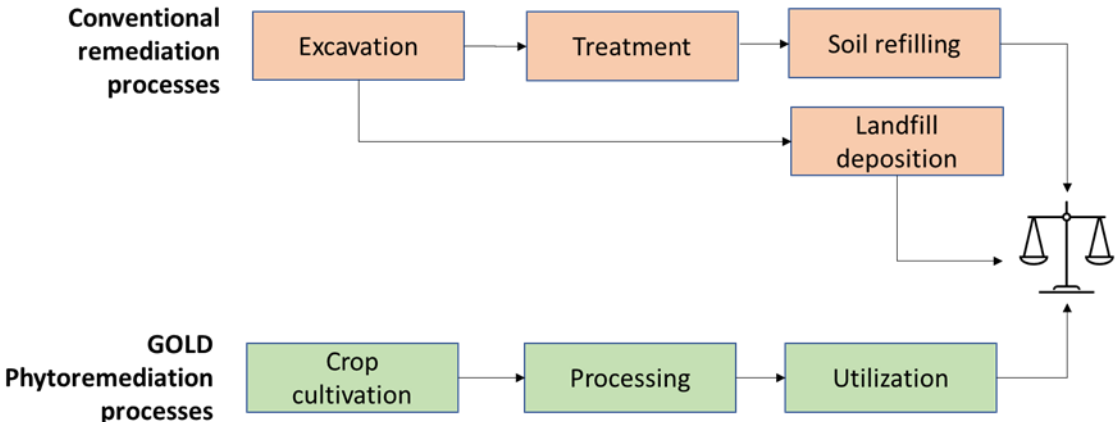 Conventional
remediation
processes
Excavation
Treatment
Soil refilling
Landfill
deposition
GOLD
Phytoremediation
processes
Crop
cultivation
Processing
Utilization